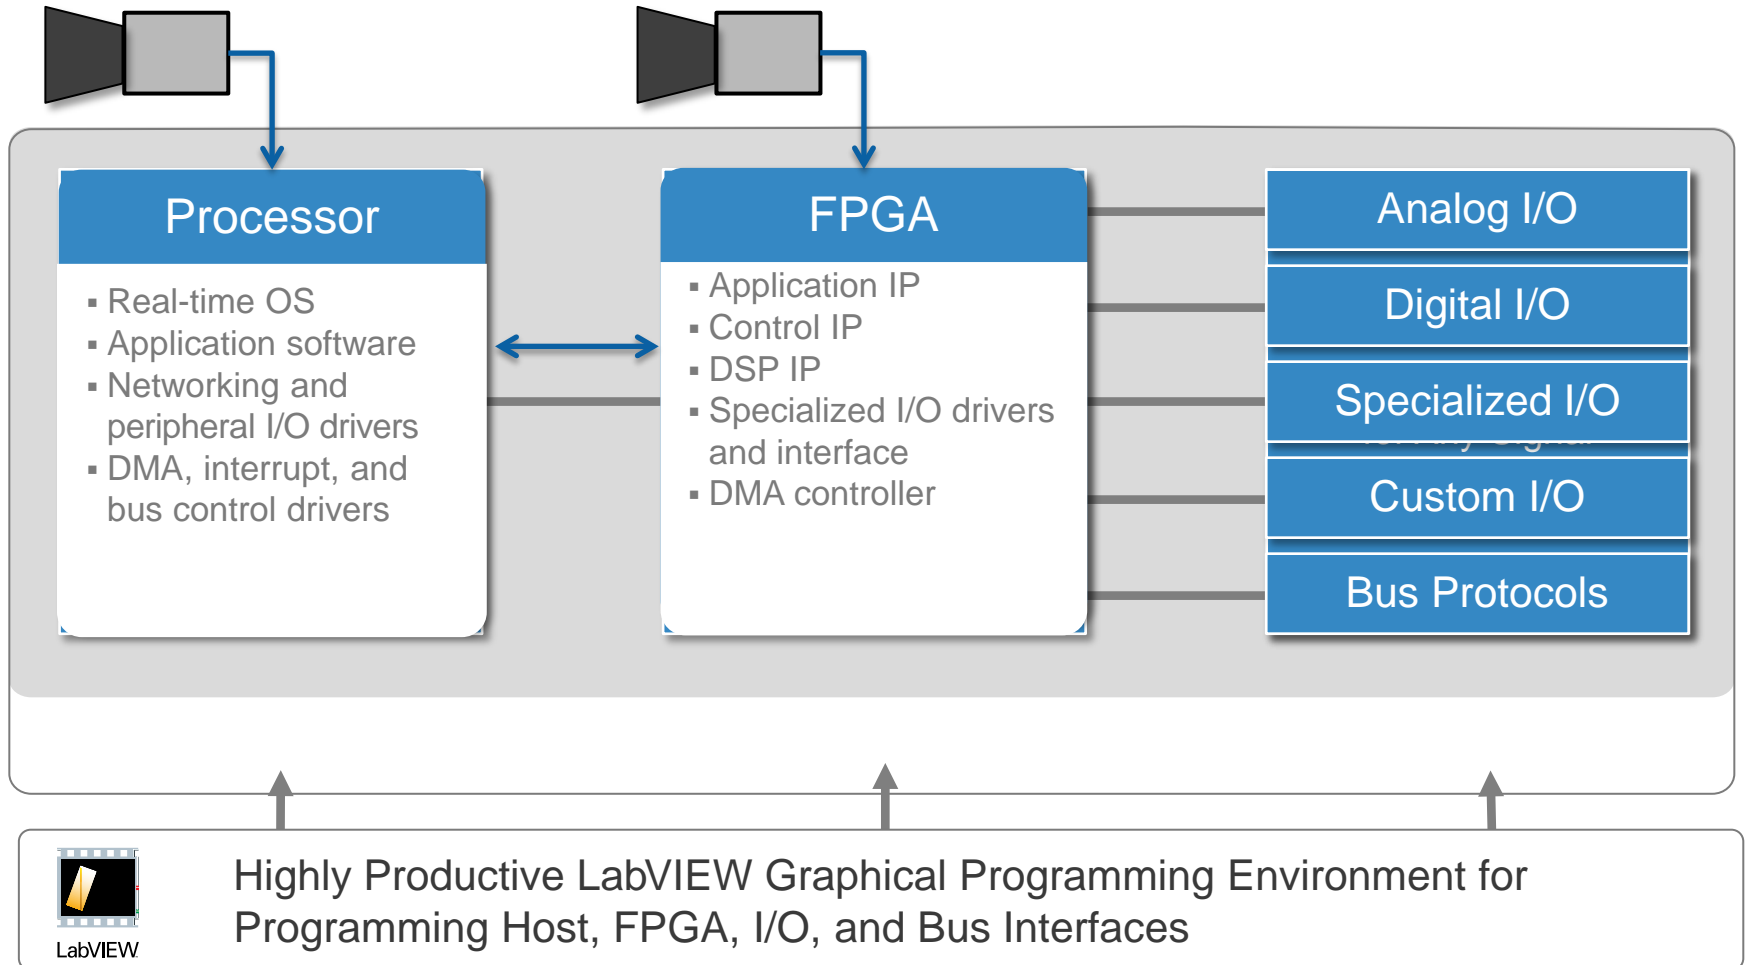 Processor
▪ Real-time OS
▪ Application software
▪ Networking and
peripheral I/O drivers
▪ DMA, interrupt, and
bus control drivers
FPGA
▪ Application IP
▪ Control IP
▪ DSP IP
▪ Specialized I/O drivers
and interface
▪ DMA controller
Analog I/O
Digital I/O
Specialized I/O
Custom I/O
Bus Protocols
LabVIEW
Highly Productive LabVIEW Graphical Programming Environment for
Programming Host, FPGA, I/O, and Bus Interfaces